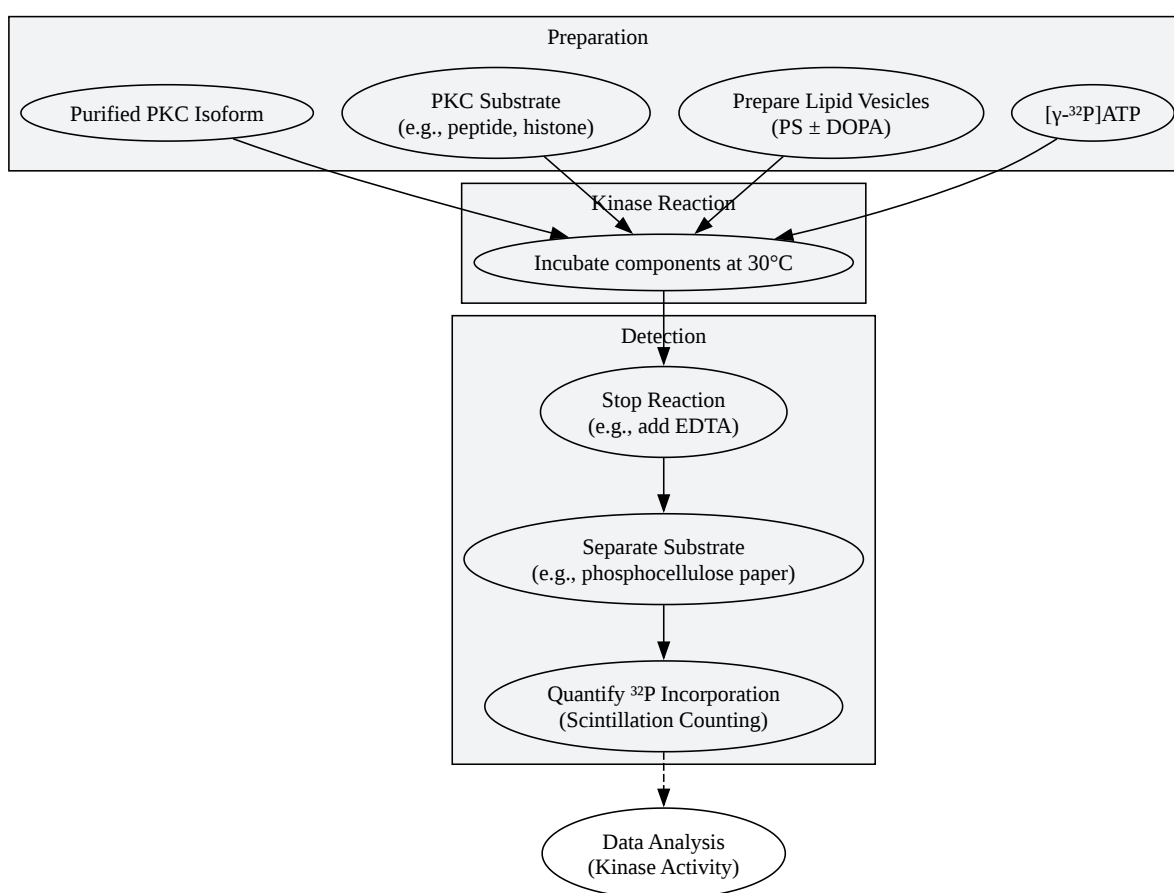 Preparation
Purified PKC Isoform
PKC Substrate
(e.g., peptide, histone)
Prepare Lipid Vesicles
(PS ± DOPA)
[γ-³²P]ATP
Kinase Reaction
Incubate components at 30°C
Detection
Stop Reaction
(e.g., add EDTA)
Separate Substrate
(e.g., phosphocellulose paper)
Quantify ³²P Incorporation
(Scintillation Counting)
Data Analysis
(Kinase Activity)